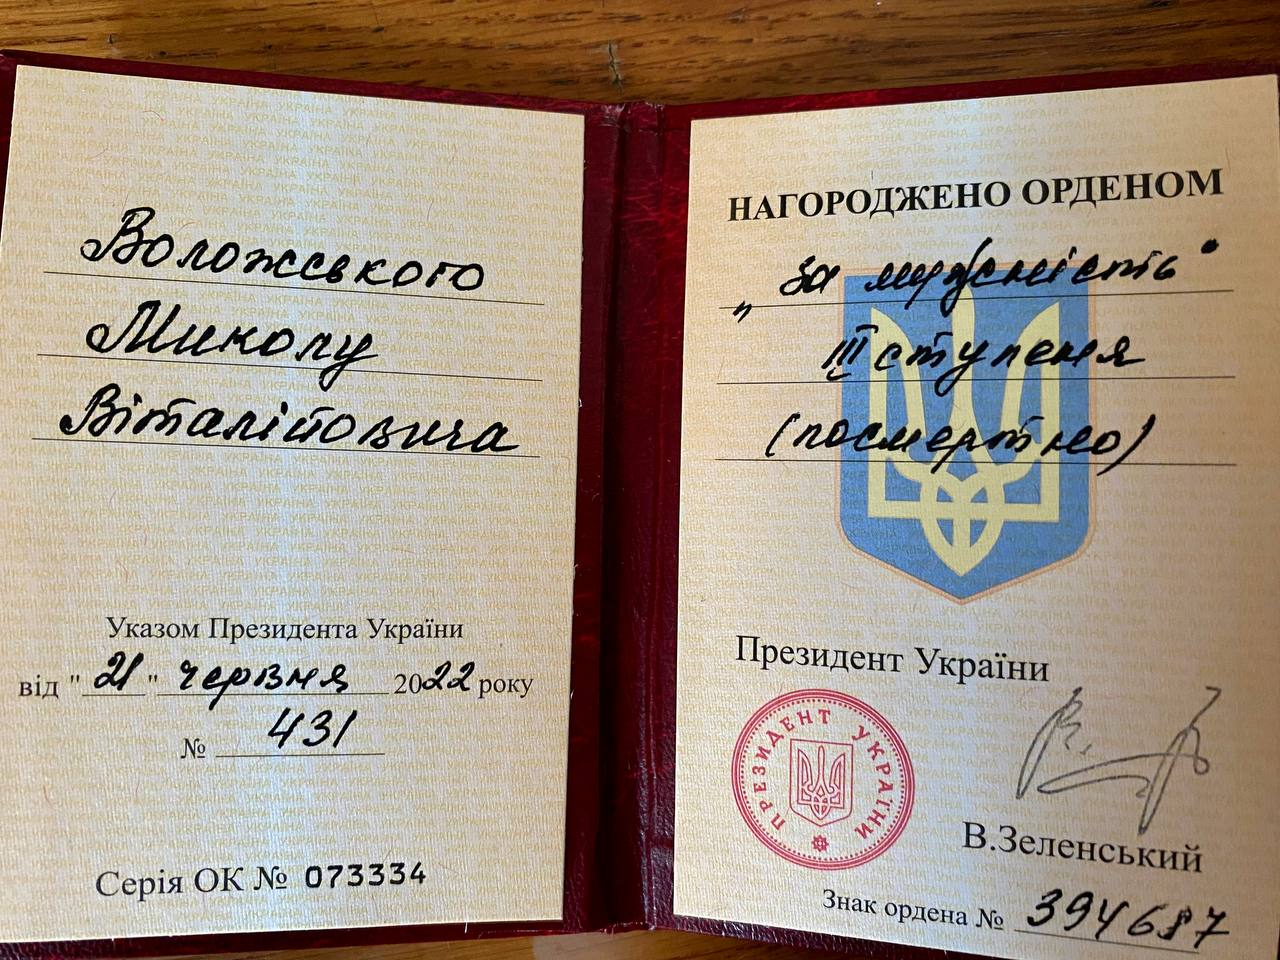 Воложського
Миколу
Віталійовича
Указом Президента України
від "21" червня 2022 року
№ 431
Серія ОК № 073334
НАГОРОДЖЕНО ОРДЕНОМ
„За мужність"
III ступеня
(посмертно)
Президент України
ПРЕЗИДЕНТ УКРАЇНИ
В.Зеленський
Знак ордена № 394687